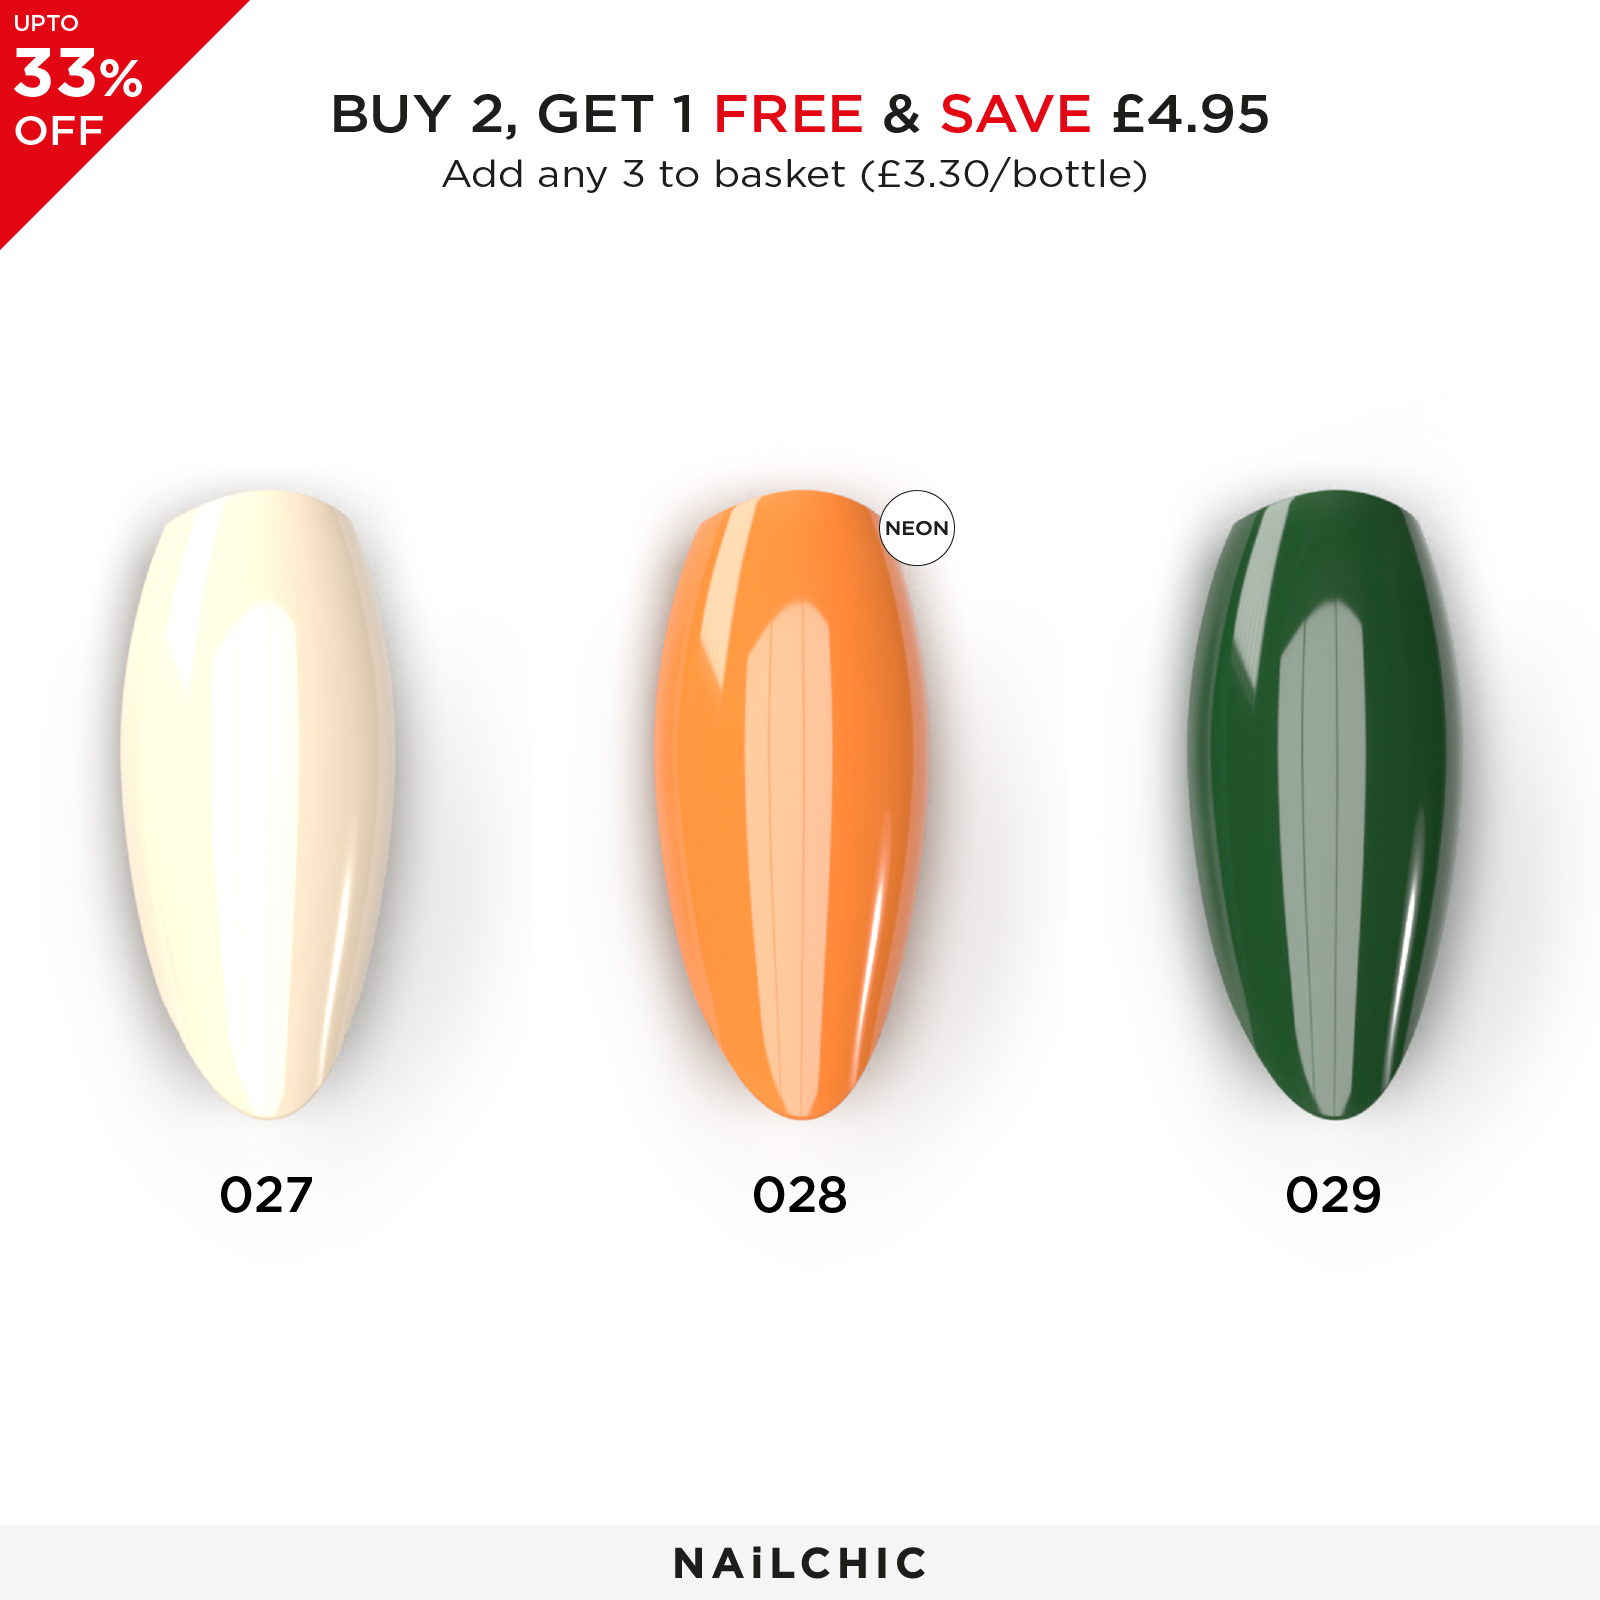 UPTO
33%
OFF
BUY 2, GET 1 FREE & SAVE £4.95
Add any 3 to basket (£3.30/bottle)
NEON
027
028
029
NAiLCHIC